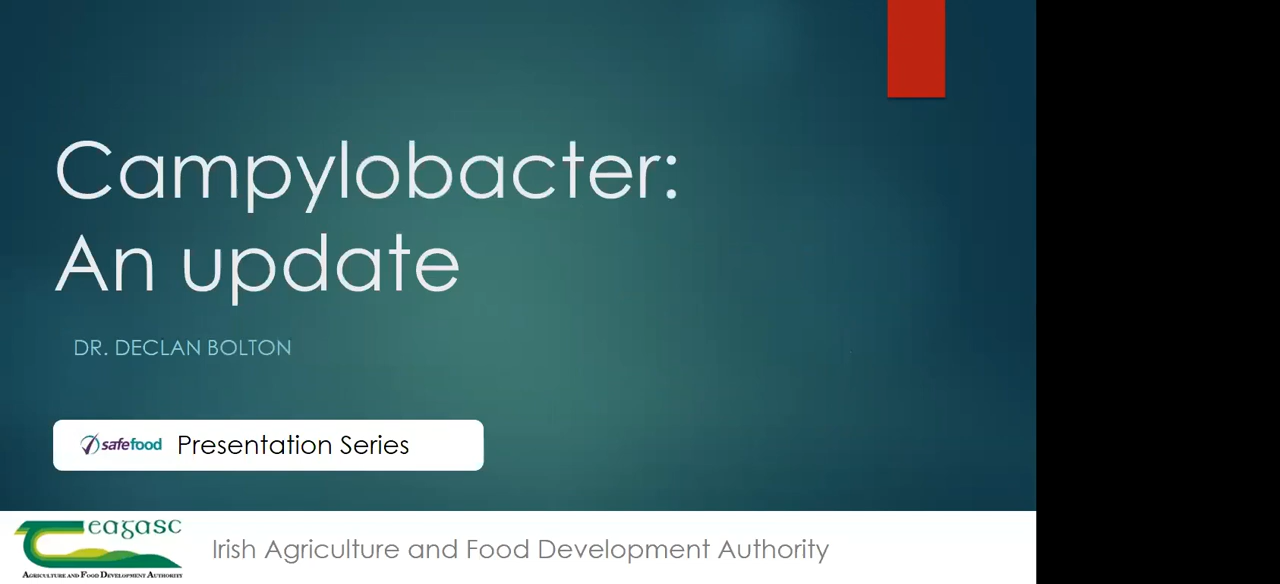 Campylobacter:
An update
DR. DECLAN BOLTON
safefood Presentation Series
eagasc
AGRICULTURE AND FOOD DEVELOPMENT AUTHORITY
Irish Agriculture and Food Development Authority